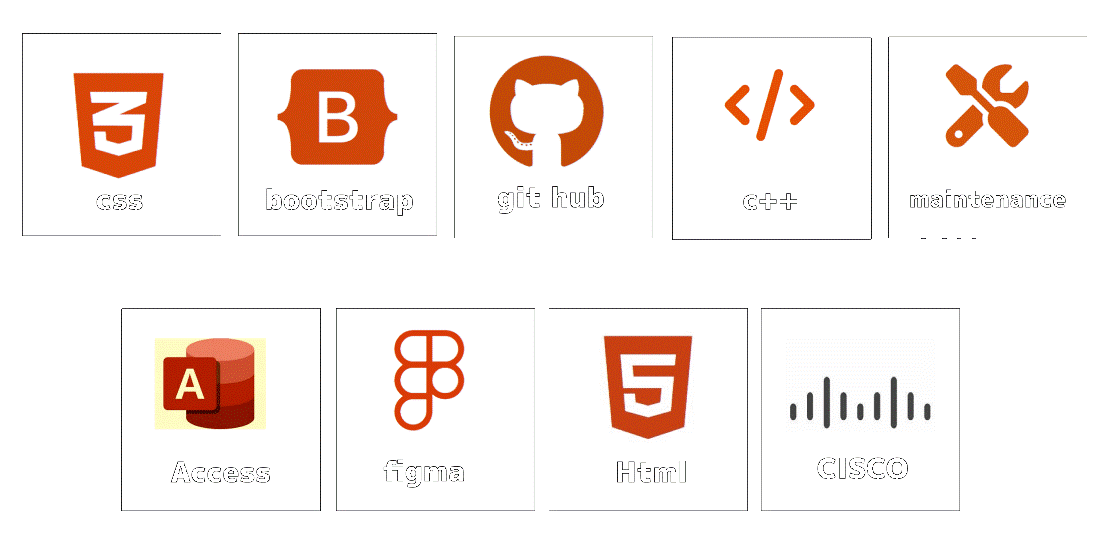 css
B
bootstrap
git hub
c++
maintenance
A
Access
figma
Html
CISCO